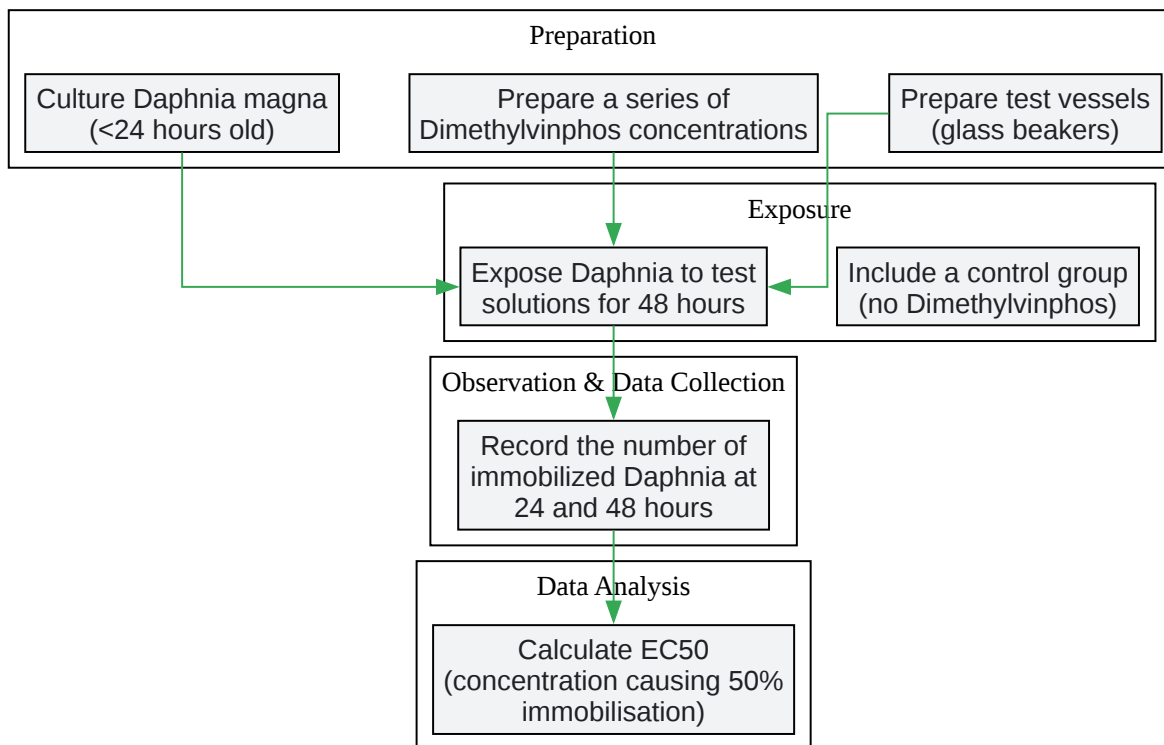 Preparation
Culture Daphnia magna
(<24 hours old)
Prepare a series of
Dimethylvinphos concentrations
Prepare test vessels
(glass beakers)
Exposure
Expose Daphnia to test
solutions for 48 hours
Include a control group
(no Dimethylvinphos)
Observation & Data Collection
Record the number of
immobilized Daphnia at
24 and 48 hours
Data Analysis
Calculate EC50
(concentration causing 50%
immobilisation)